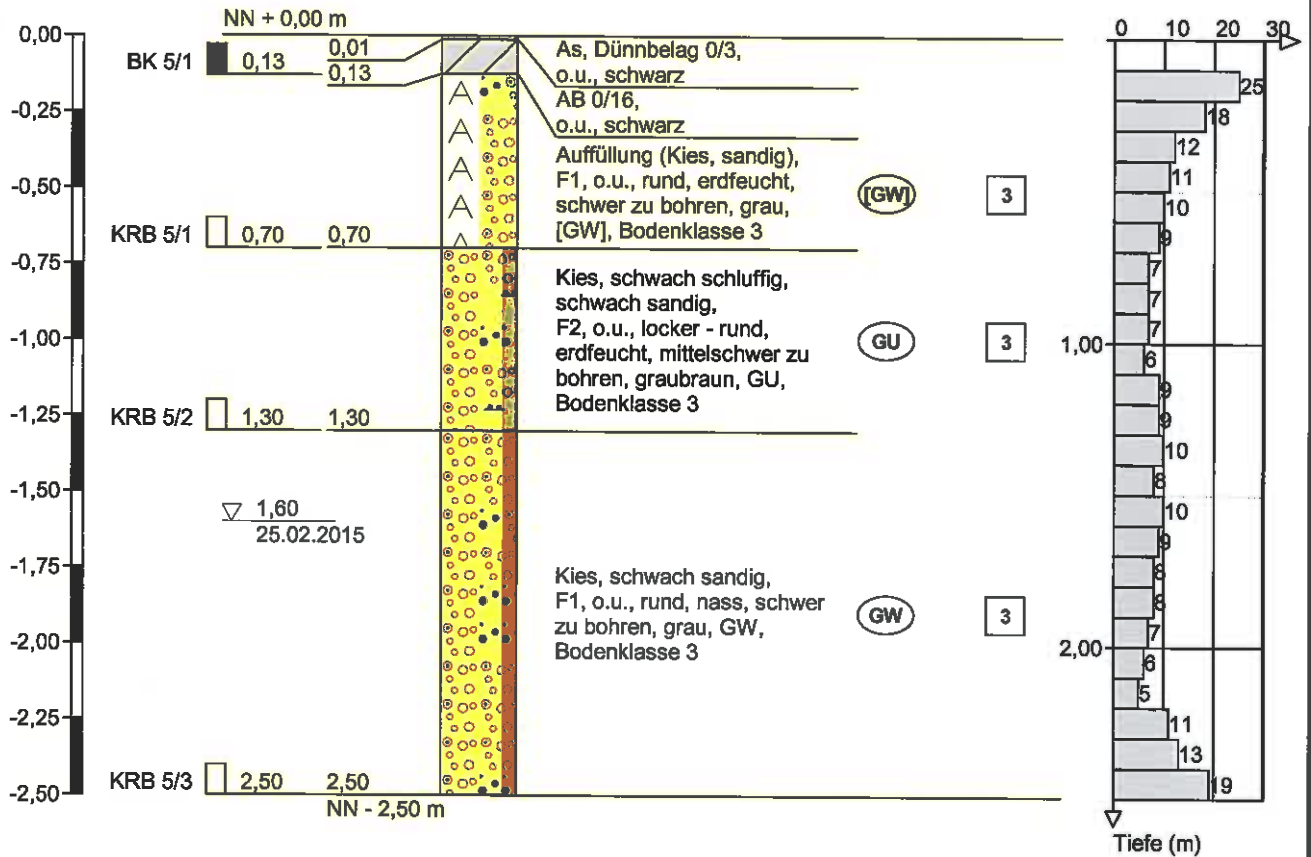 NN + 0,00 m
0,00
-0,25
-0,50
-0,75
-1,00
-1,25
-1,50
-1,75
-2,00
-2,25
-2,50
BK 5/1 0,13 0,01
0,13
KRB 5/1 0,70 0,70
KRB 5/2 1,30 1,30
1,60
25.02.2015
KRB 5/3 2,50 2,50
NN - 2,50 m
A
A
A
A
A
As, Dünnbelag 0/3,
o.u., schwarz
AB 0/16,
o.u., schwarz
Auffüllung (Kies, sandig),
F1, o.u., rund, erdfeucht,
schwer zu bohren, grau,
[GW], Bodenklasse 3
[GW] 3
Kies, schwach schluffig,
schwach sandig,
F2, o.u., locker - rund,
erdfeucht, mittelschwer zu
bohren, graubraun, GU,
Bodenklasse 3
GU 3
Kies, schwach sandig,
F1, o.u., rund, nass, schwer
zu bohren, grau, GW,
Bodenklasse 3
GW 3
0 10 20 30
25
18
12
11
10
9
7
7
7
1,00
6
9
9
10
8
10
9
8
8
7
2,00
6
5
11
13
19
Tiefe (m)